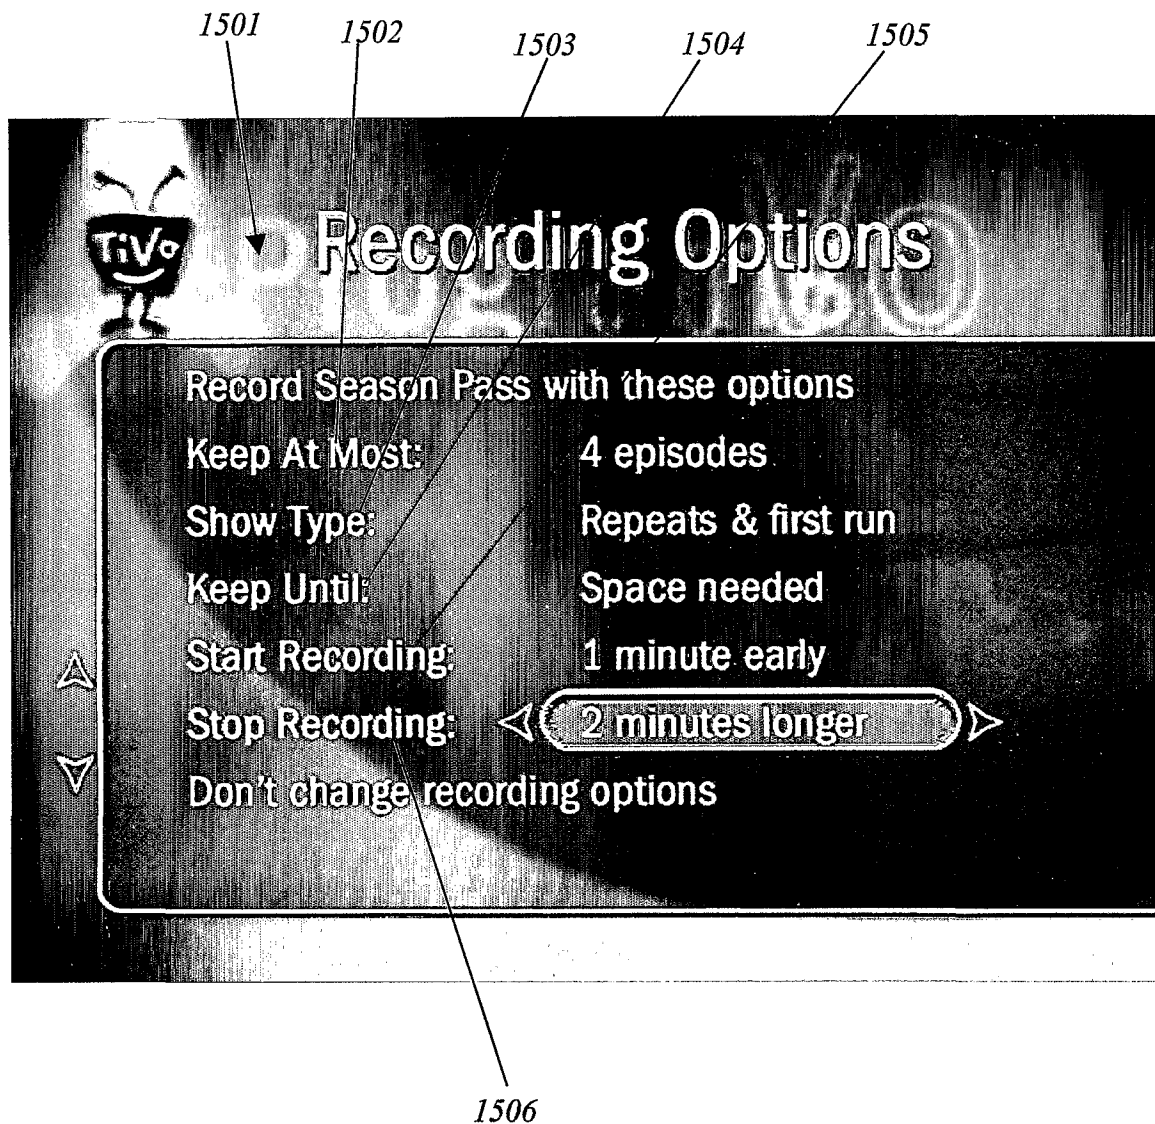 1501 1502 1503 1504 1505
TiVo
Recording Options
Record Season Pass with these options
Keep At Most: 4 episodes
Show Type: Repeats & first run
Keep Until: Space needed
Start Recording: 1 minute early
Stop Recording: 2 minutes longer
Don't change recording options
1506